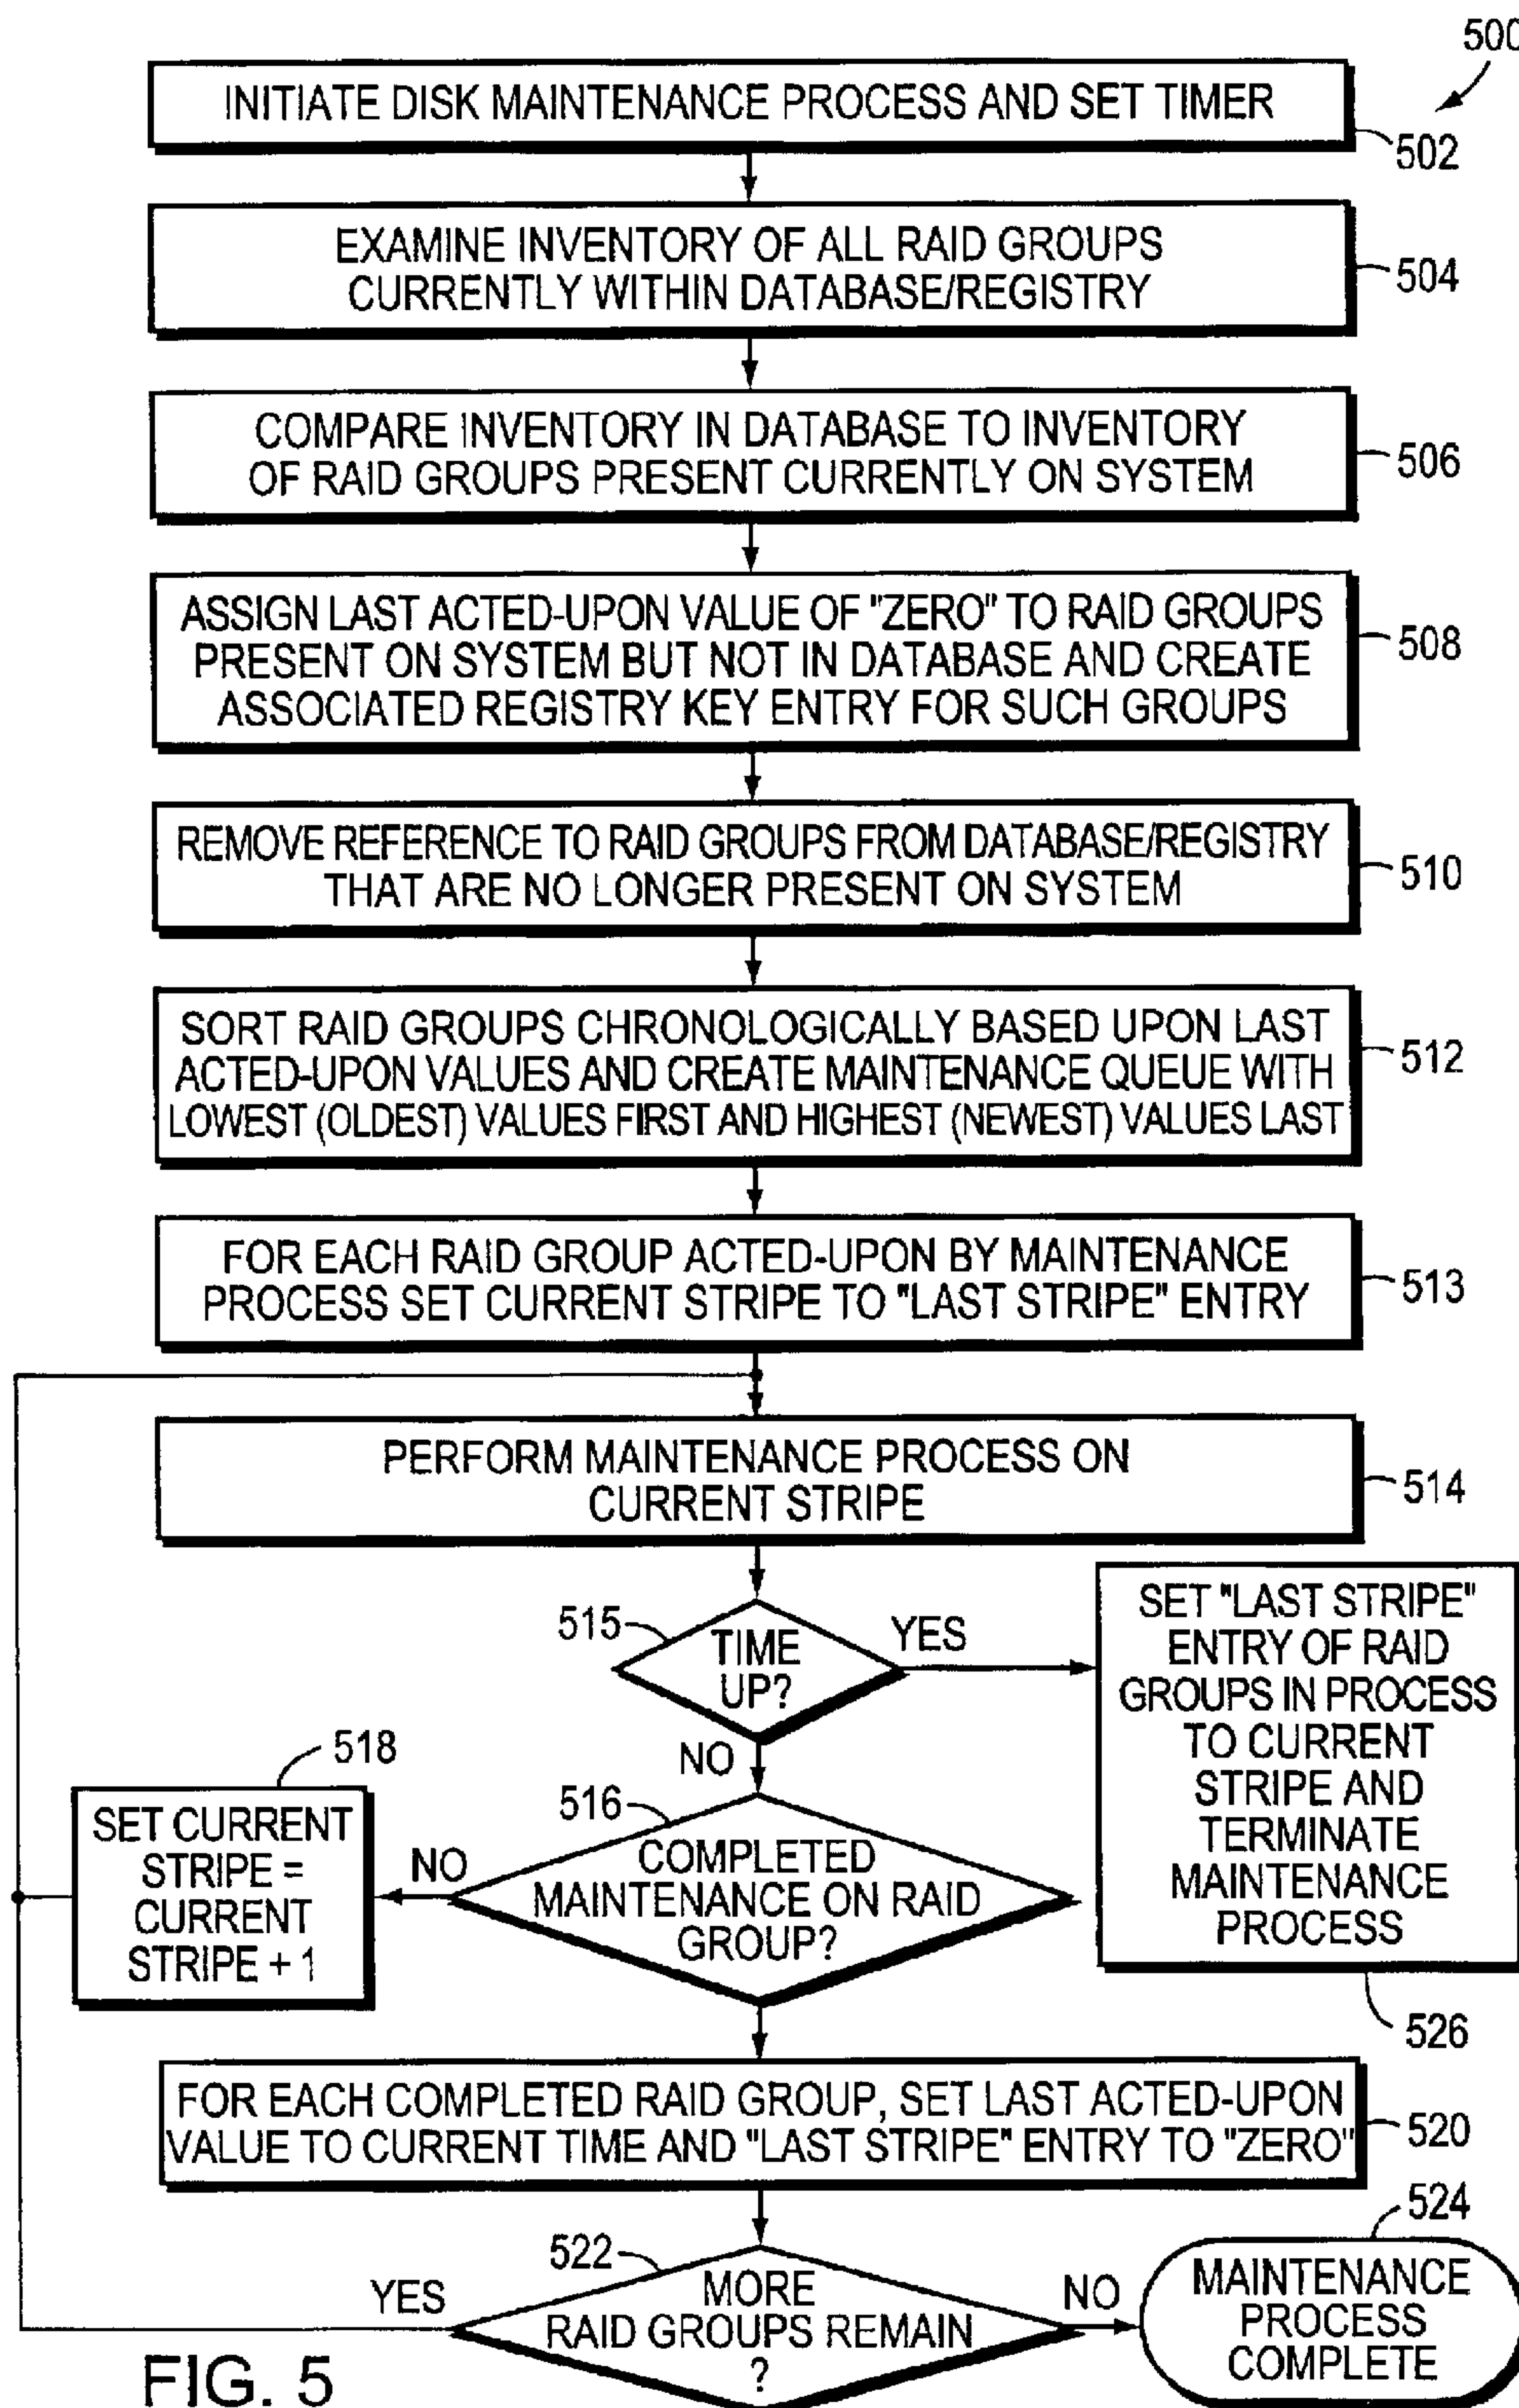 500
INITIATE DISK MAINTENANCE PROCESS AND SET TIMER
502
EXAMINE INVENTORY OF ALL RAID GROUPS
CURRENTLY WITHIN DATABASE/REGISTRY
504
COMPARE INVENTORY IN DATABASE TO INVENTORY
OF RAID GROUPS PRESENT CURRENTLY ON SYSTEM
506
ASSIGN LAST ACTED-UPON VALUE OF "ZERO" TO RAID GROUPS
PRESENT ON SYSTEM BUT NOT IN DATABASE AND CREATE
ASSOCIATED REGISTRY KEY ENTRY FOR SUCH GROUPS
508
REMOVE REFERENCE TO RAID GROUPS FROM DATABASE/REGISTRY
THAT ARE NO LONGER PRESENT ON SYSTEM
510
SORT RAID GROUPS CHRONOLOGICALLY BASED UPON LAST
ACTED-UPON VALUES AND CREATE MAINTENANCE QUEUE WITH
LOWEST (OLDEST) VALUES FIRST AND HIGHEST (NEWEST) VALUES LAST
512
FOR EACH RAID GROUP ACTED-UPON BY MAINTENANCE
PROCESS SET CURRENT STRIPE TO "LAST STRIPE" ENTRY
513
PERFORM MAINTENANCE PROCESS ON
CURRENT STRIPE
514
515
TIME
UP?
YES
NO
SET "LAST STRIPE"
ENTRY OF RAID
GROUPS IN PROCESS
TO CURRENT
STRIPE AND
TERMINATE
MAINTENANCE
PROCESS
526
516
COMPLETED
MAINTENANCE ON RAID
GROUP?
NO
518
SET CURRENT
STRIPE =
CURRENT
STRIPE + 1
FOR EACH COMPLETED RAID GROUP, SET LAST ACTED-UPON
VALUE TO CURRENT TIME AND "LAST STRIPE" ENTRY TO "ZERO"
520
522
MORE
RAID GROUPS REMAIN
?
YES
NO
524
MAINTENANCE
PROCESS
COMPLETE
FIG. 5